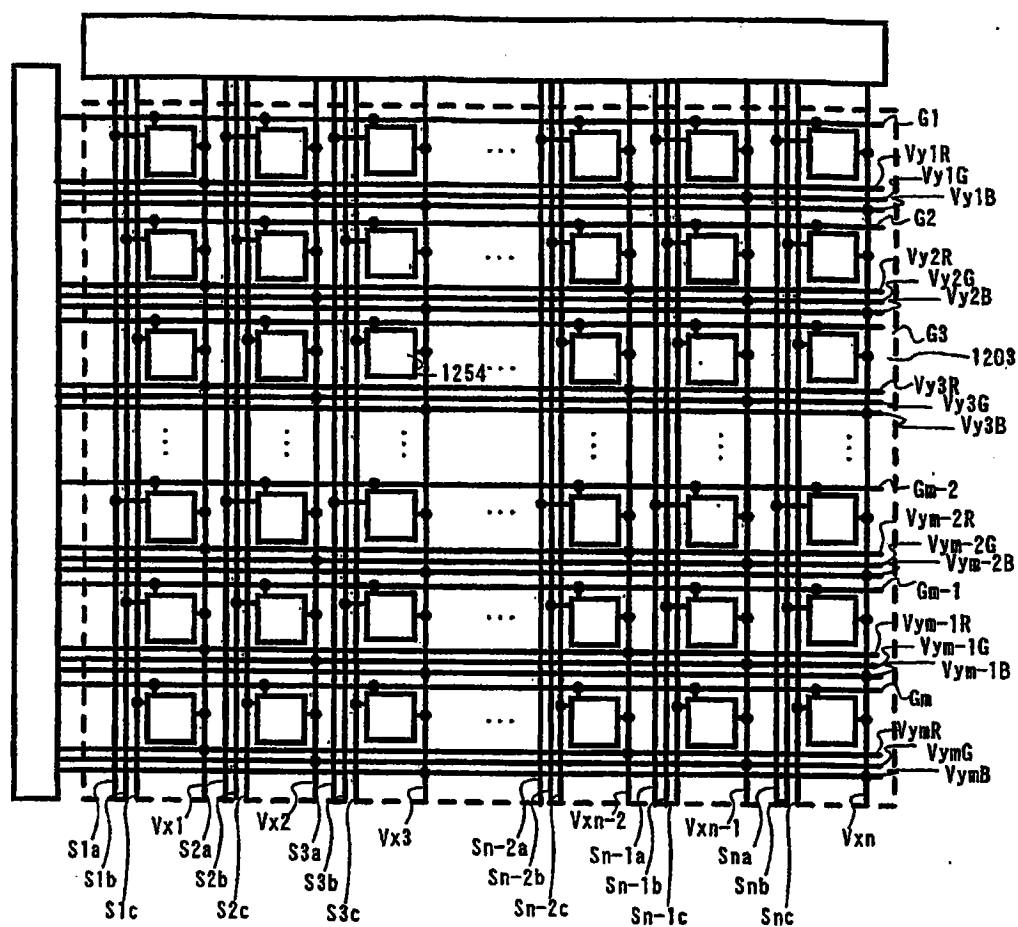 G1
Vy1R
Vy1G
Vy1B
G2
Vy2R
Vy2G
Vy2B
G3
1203
1254
Vy3R
Vy3G
Vy3B
Gm-2
Vym-2R
Vym-2G
Vym-2B
Gm-1
Vym-1R
Vym-1G
Vym-1B
Gm
VymR
VymG
VymB
Vx1 Vx2 Vx3 Vxn-2 Vxn-1 Vxn
S1a S2a S3a Sn-2a Sn-1a Sna
S1b S2b S3b Sn-2b Sn-1b Snb
S1c S2c S3c Sn-2c Sn-1c Snc